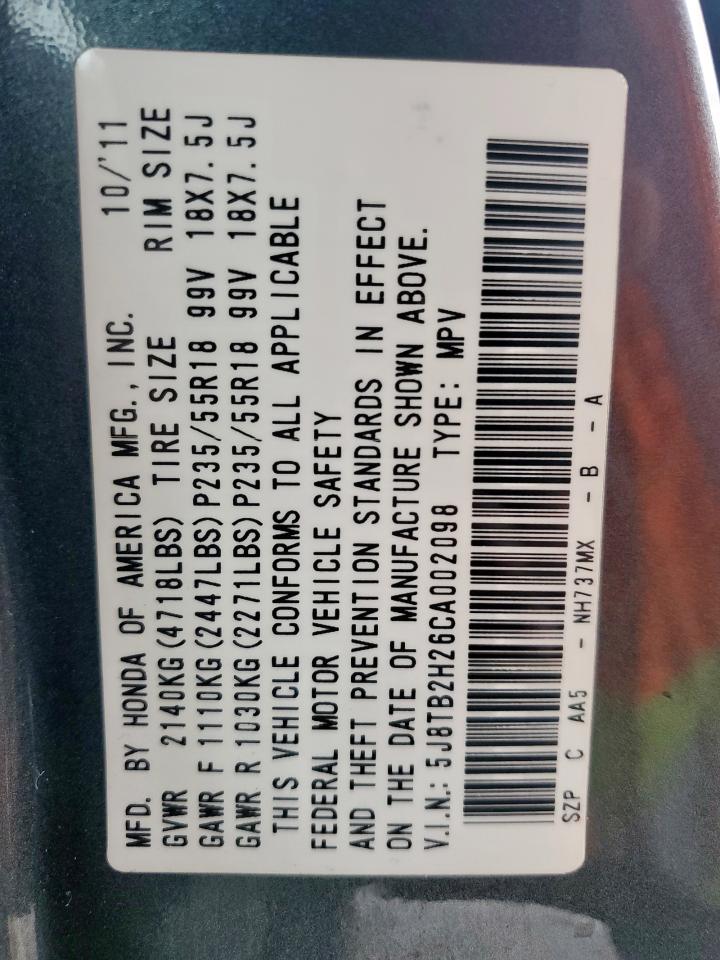 MFD. BY HONDA OF AMERICA MFG., INC. 10/'11
GVWR 2140KG(4718LBS) TIRE SIZE RIM SIZE
GAWR F 1110KG(2447LBS)P235/55R18 99V 18X7.5J
GAWR R 1030KG(2271LBS)P235/55R18 99V 18X7.5J
THIS VEHICLE CONFORMS TO ALL APPLICABLE
FEDERAL MOTOR VEHICLE SAFETY
AND THEFT PREVENTION STANDARDS IN EFFECT
ON THE DATE OF MANUFACTURE SHOWN ABOVE.
V.I.N.: 5J8TB2H26CA002098 TYPE: MPV
SZP C AA5 - NH737MX - B - A